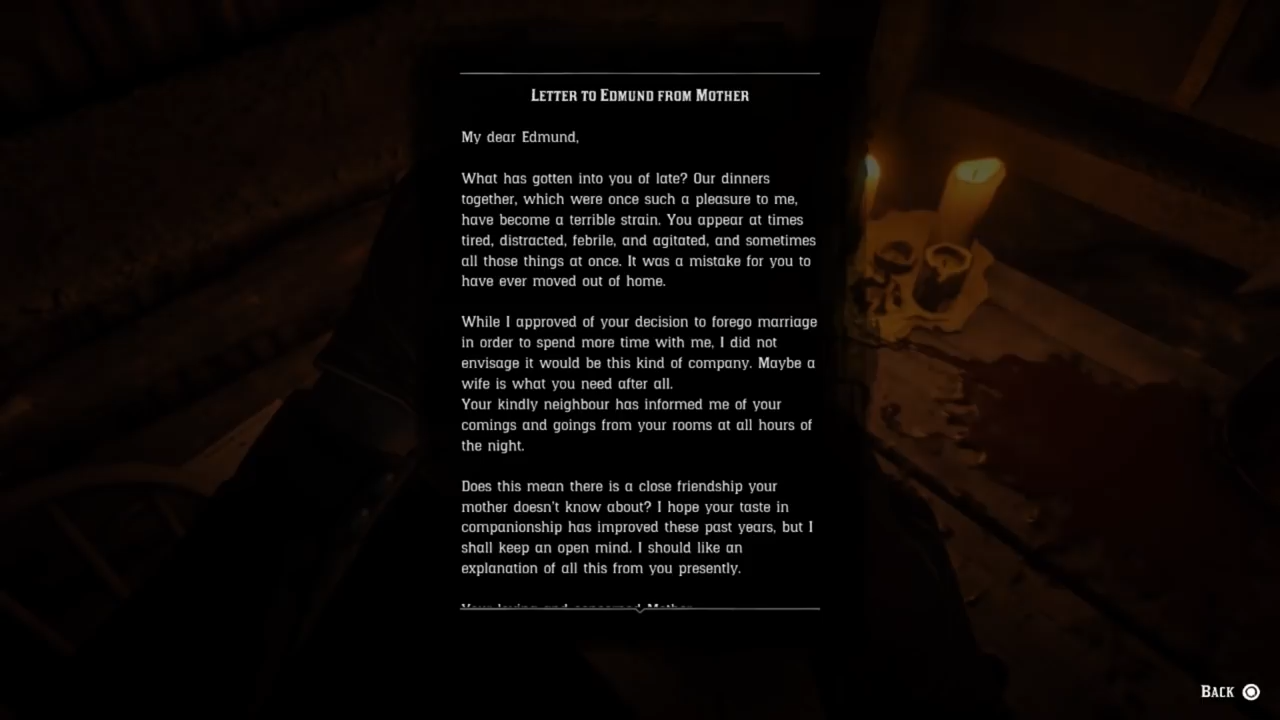 Letter to Edmund from Mother
My dear Edmund,
What has gotten into you of late? Our dinners
together, which were once such a pleasure to me,
have become a terrible strain. You appear at times
tired, distracted, febrile, and agitated, and sometimes
all those things at once. It was a mistake for you to
have ever moved out of home.
While I approved of your decision to forego marriage
in order to spend more time with me, I did not
envisage it would be this kind of company. Maybe a
wife is what you need after all.
Your kindly neighbour has informed me of your
comings and goings from your rooms at all hours of
the night.
Does this mean there is a close friendship your
mother doesn't know about? I hope your taste in
companionship has improved these past years, but I
shall keep an open mind. I should like an
explanation of all this from you presently.
Your loving and concerned Mother
Back